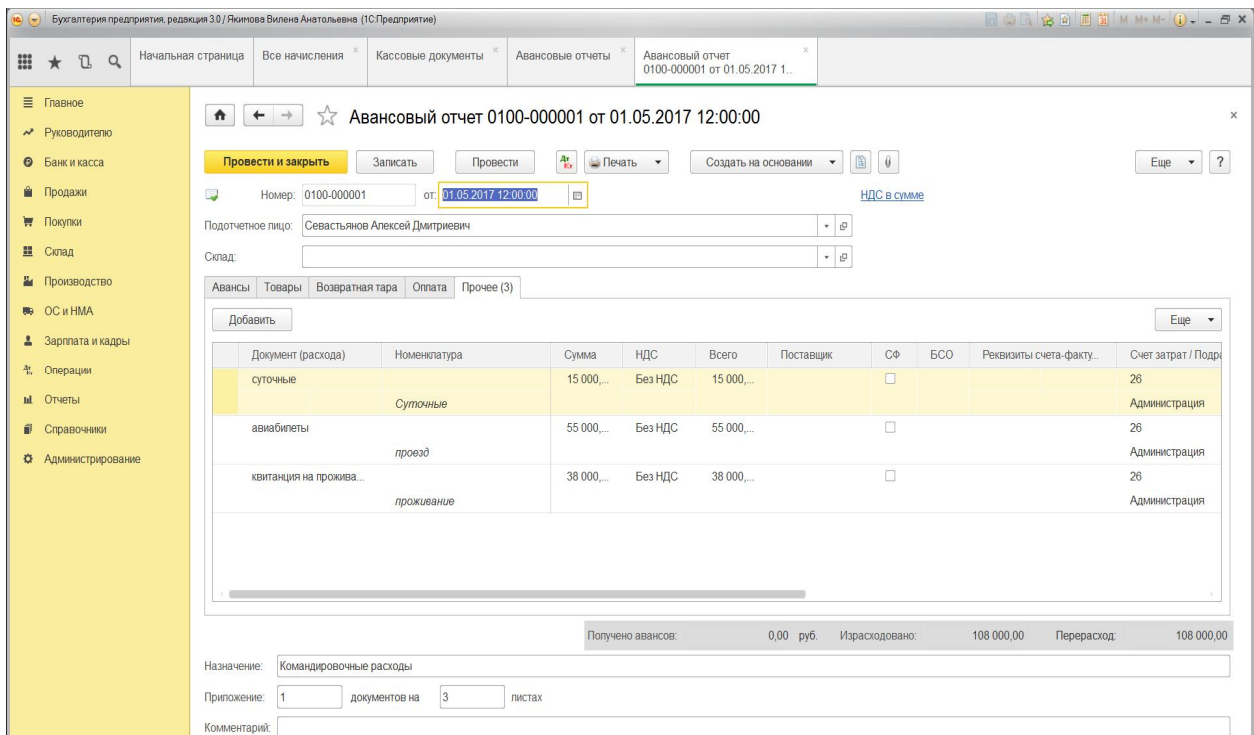 Бухгалтерия предприятия, редакция 3.0 / Якимова Вилена Анатольевна (1С:Предприятие) M M+ M-
Начальная страница Все начисления Кассовые документы Авансовые отчеты Авансовый отчет
0100-000001 от 01.05.2017 1..
Главное
Руководителю
Банк и касса
Продажи
Покупки
Склад
Производство
ОС и НМА
Зарплата и кадры
Операции
Отчеты
Справочники
Администрирование
Авансовый отчет 0100-000001 от 01.05.2017 12:00:00
Провести и закрыть Записать Провести Дт Кт Печать Создать на основании Еще ?
Номер: 0100-000001 от: 01.05.2017 12:00:00 НДС в сумме
Подотчетное лицо: Севастьянов Алексей Дмитриевич
Склад:
Авансы Товары Возвратная тара Оплата Прочее (3)
Добавить Еще
Документ (расхода) Номенклатура Сумма НДС Всего Поставщик СФ БСО Реквизиты счета-факту... Счет затрат / Подра
суточные 15 000,... Без НДС 15 000,... 26
Суточные Администрация
авиабилеты 55 000,... Без НДС 55 000,... 26
проезд Администрация
квитанция на прожива... 38 000,... Без НДС 38 000,... 26
проживание Администрация
Получено авансов: 0,00 руб. Израсходовано: 108 000,00 Перерасход: 108 000,00
Назначение: Командировочные расходы
Приложение: 1 документов на 3 листах
Комментарий: